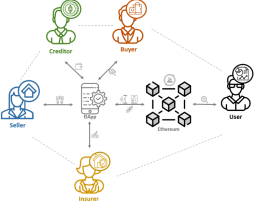 Creditor
Buyer
Seller
DApp
Ethereum
User
Insurer